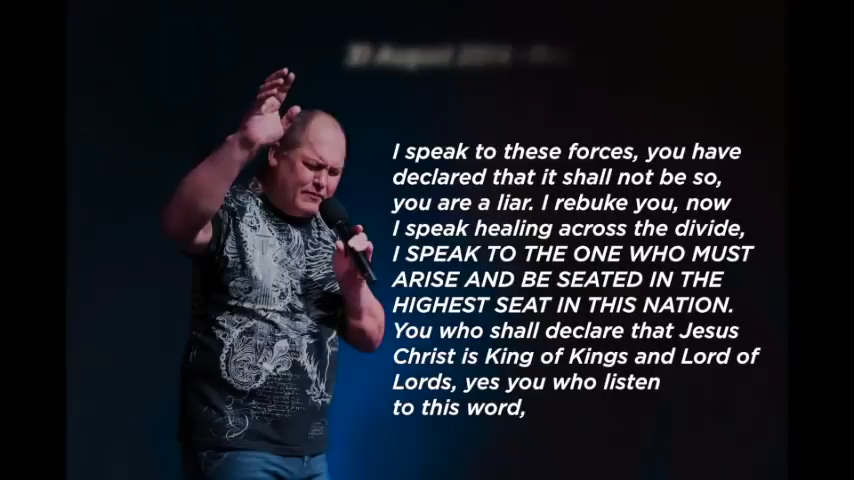 I speak to these forces, you have
declared that it shall not be so,
you are a liar. I rebuke you, now
I speak healing across the divide,
I SPEAK TO THE ONE WHO MUST
ARISE AND BE SEATED IN THE
HIGHEST SEAT IN THIS NATION.
You who shall declare that Jesus
Christ is King of Kings and Lord of
Lords, yes you who listen
to this word,